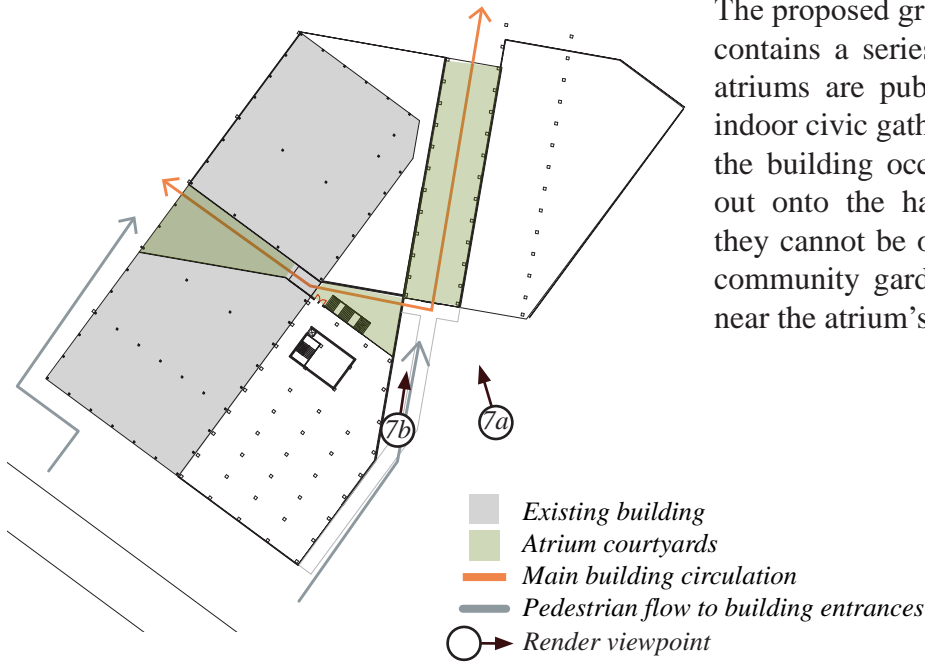 The proposed gr
contains a series
atriums are pub
indoor civic gath
the building occ
out onto the ha
they cannot be o
community gard
near the atrium's
7b
7a
Existing building
Atrium courtyards
Main building circulation
Pedestrian flow to building entrances
Render viewpoint